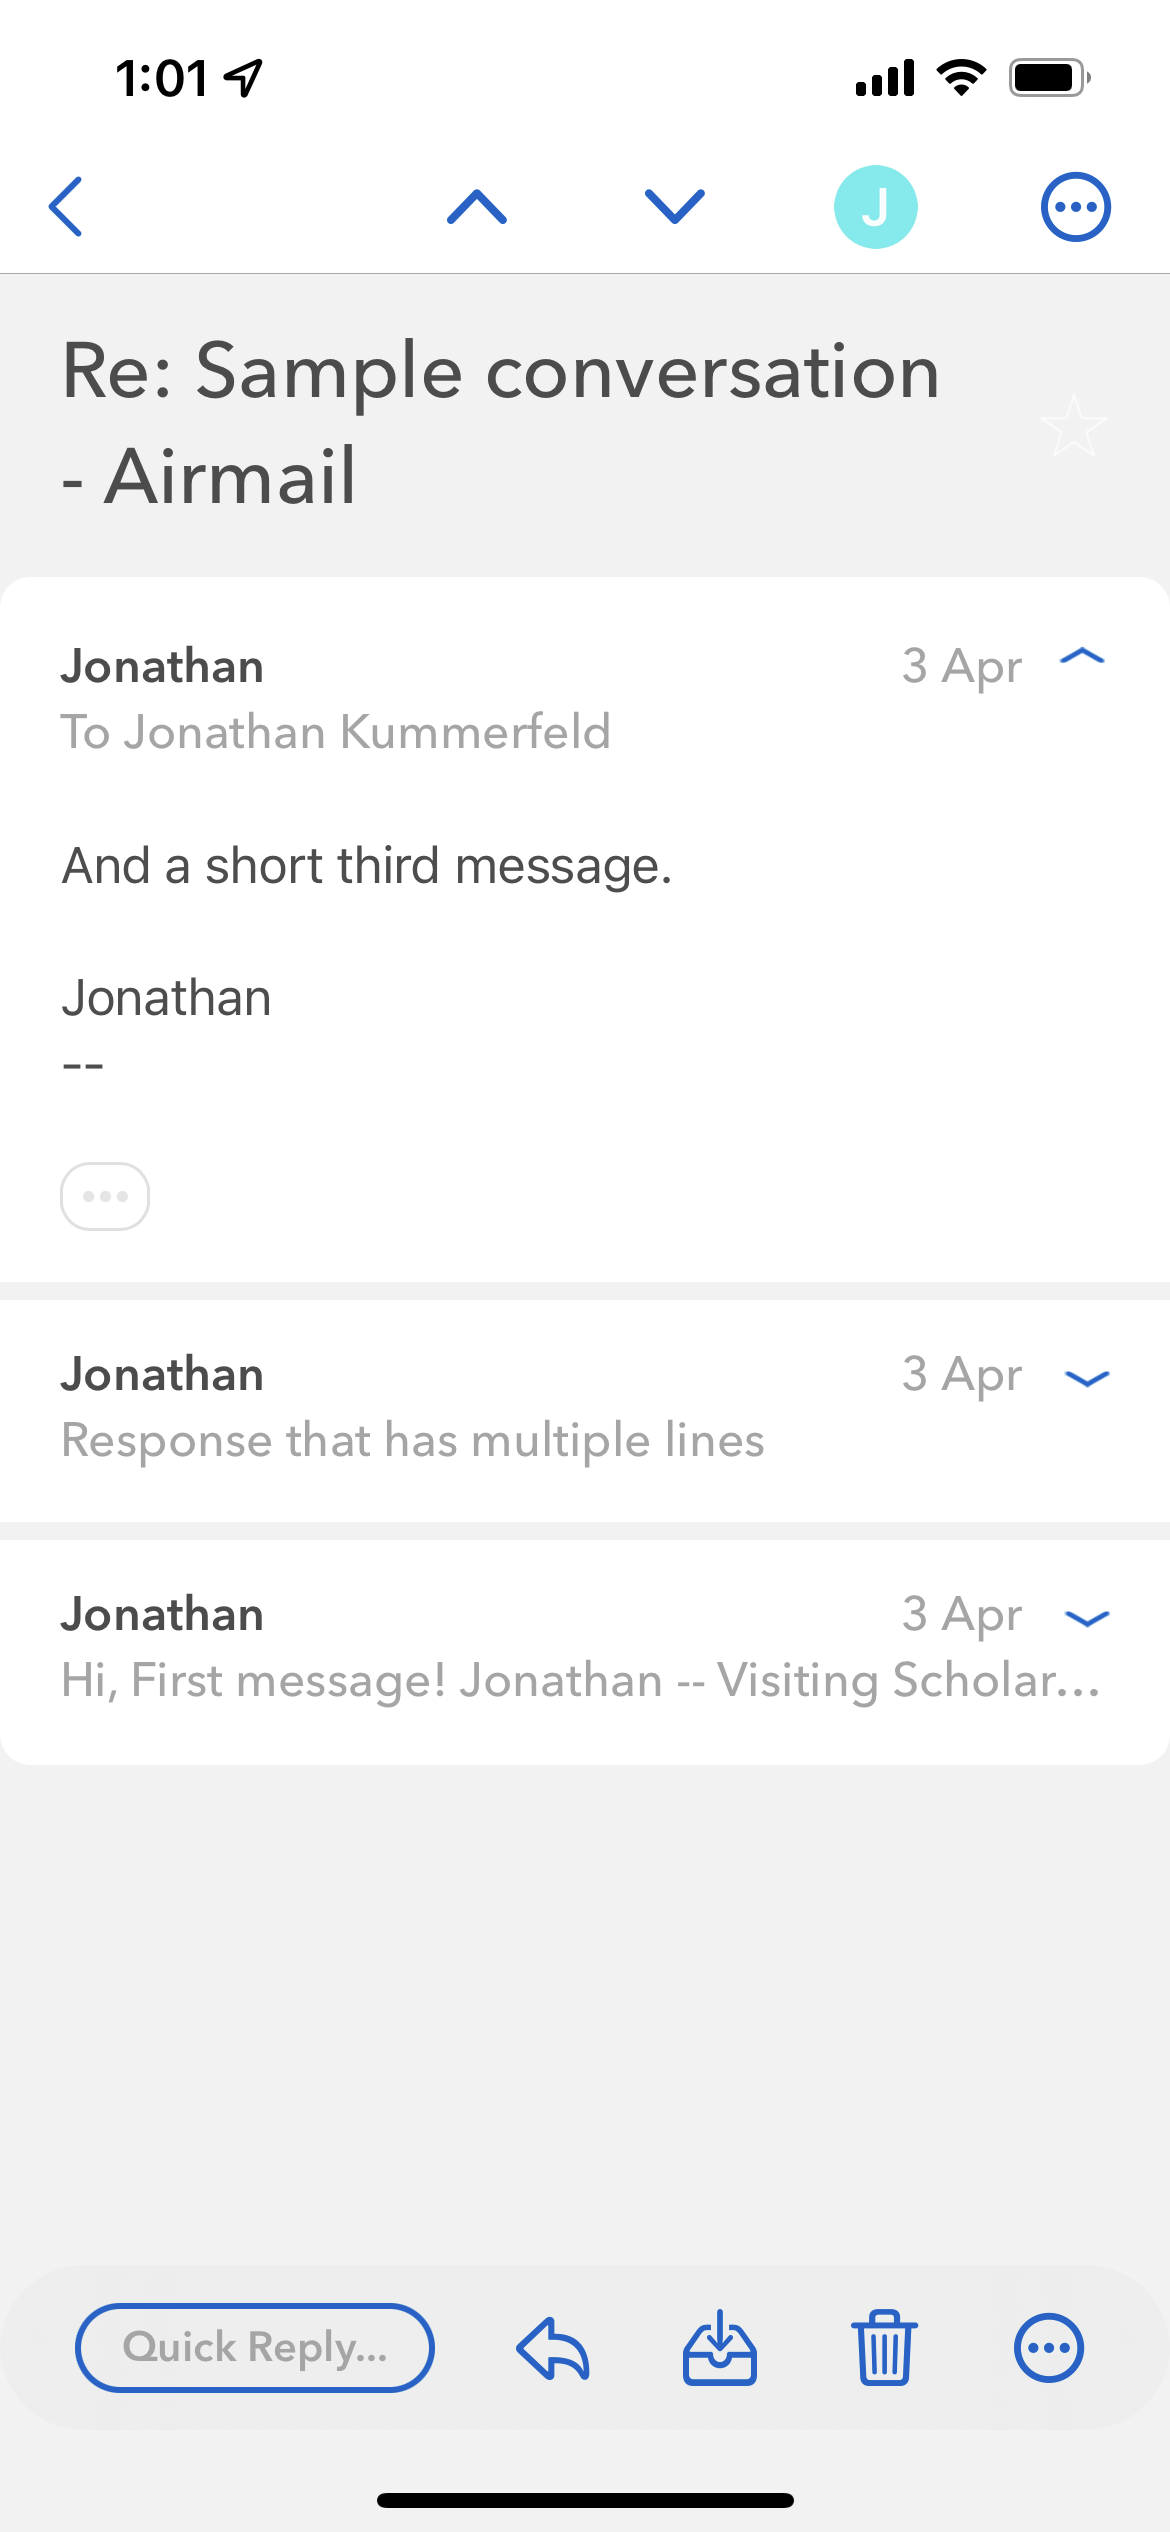 1:01
J
Re: Sample conversation
- Airmail
Jonathan 3 Apr
To Jonathan Kummerfeld
And a short third message.
Jonathan
--
Jonathan 3 Apr
Response that has multiple lines
Jonathan 3 Apr
Hi, First message! Jonathan -- Visiting Scholar...
Quick Reply...